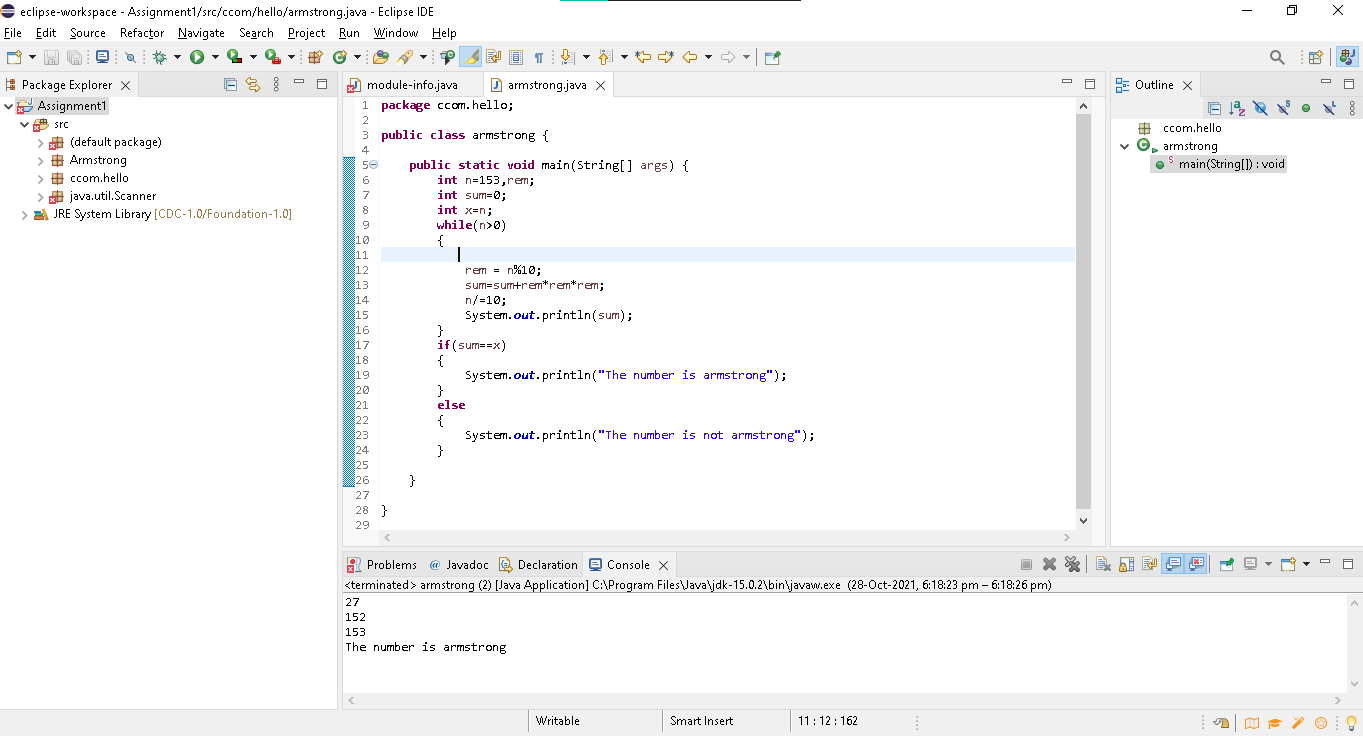 eclipse-workspace - Assignment1/src/ccom/hello/armstrong.java - Eclipse IDE
File Edit Source Refactor Navigate Search Project Run Window Help
Package Explorer
Assignment1
src
(default package)
Armstrong
ccom.hello
java.util.Scanner
JRE System Library [CDC-1.0/Foundation-1.0]
module-info.java armstrong.java
1 package ccom.hello;
2
3 public class armstrong {
4
5 public static void main(String[] args) {
6 int n=153,rem;
7 int sum=0;
8 int x=n;
9 while(n>0)
10 {
11
12 rem = n%10;
13 sum=sum+rem*rem*rem;
14 n/=10;
15 System.out.println(sum);
16 }
17 if(sum==x)
18 {
19 System.out.println("The number is armstrong");
20 }
21 else
22 {
23 System.out.println("The number is not armstrong");
24 }
25
26 }
27
28 }
29
Outline
ccom.hello
armstrong
main(String[]) : void
Problems @ Javadoc Declaration Console
<terminated> armstrong (2) [Java Application] C:\Program Files\Java\jdk-15.0.2\bin\javaw.exe (28-Oct-2021, 6:18:23 pm – 6:18:26 pm)
27
152
153
The number is armstrong
Writable Smart Insert 11 : 12 : 162